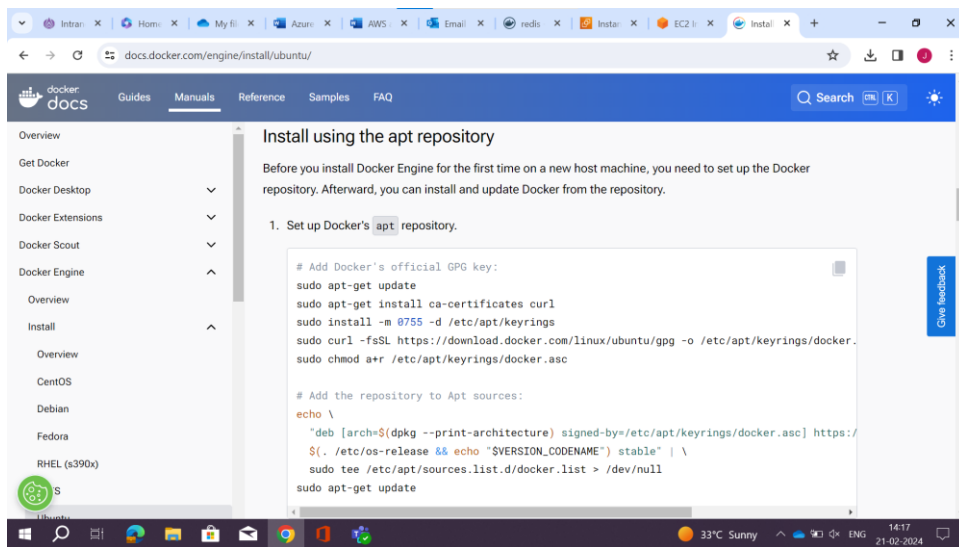 Intran
Home
My fil
Azure
AWS
Email
redis
Instan
EC2 Ir
Install
docs.docker.com/engine/install/ubuntu/
J
docker
docs
Guides
Manuals
Reference
Samples
FAQ
Search CTRL K
Overview
Get Docker
Docker Desktop
Docker Extensions
Docker Scout
Docker Engine
Overview
Install
Overview
CentOS
Debian
Fedora
RHEL (s390x)
S
Ubuntu
Install using the apt repository
Before you install Docker Engine for the first time on a new host machine, you need to set up the Docker
repository. Afterward, you can install and update Docker from the repository.
1. Set up Docker's apt repository.
# Add Docker's official GPG key:
sudo apt-get update
sudo apt-get install ca-certificates curl
sudo install -m 0755 -d /etc/apt/keyrings
sudo curl -fsSL https://download.docker.com/linux/ubuntu/gpg -o /etc/apt/keyrings/docker.
sudo chmod a+r /etc/apt/keyrings/docker.asc
# Add the repository to Apt sources:
echo \
"deb [arch=$(dpkg --print-architecture) signed-by=/etc/apt/keyrings/docker.asc] https:/
$(. /etc/os-release && echo "$VERSION_CODENAME") stable" | \
sudo tee /etc/apt/sources.list.d/docker.list > /dev/null
sudo apt-get update
Give feedback
33°C Sunny
ENG
14:17
21-02-2024